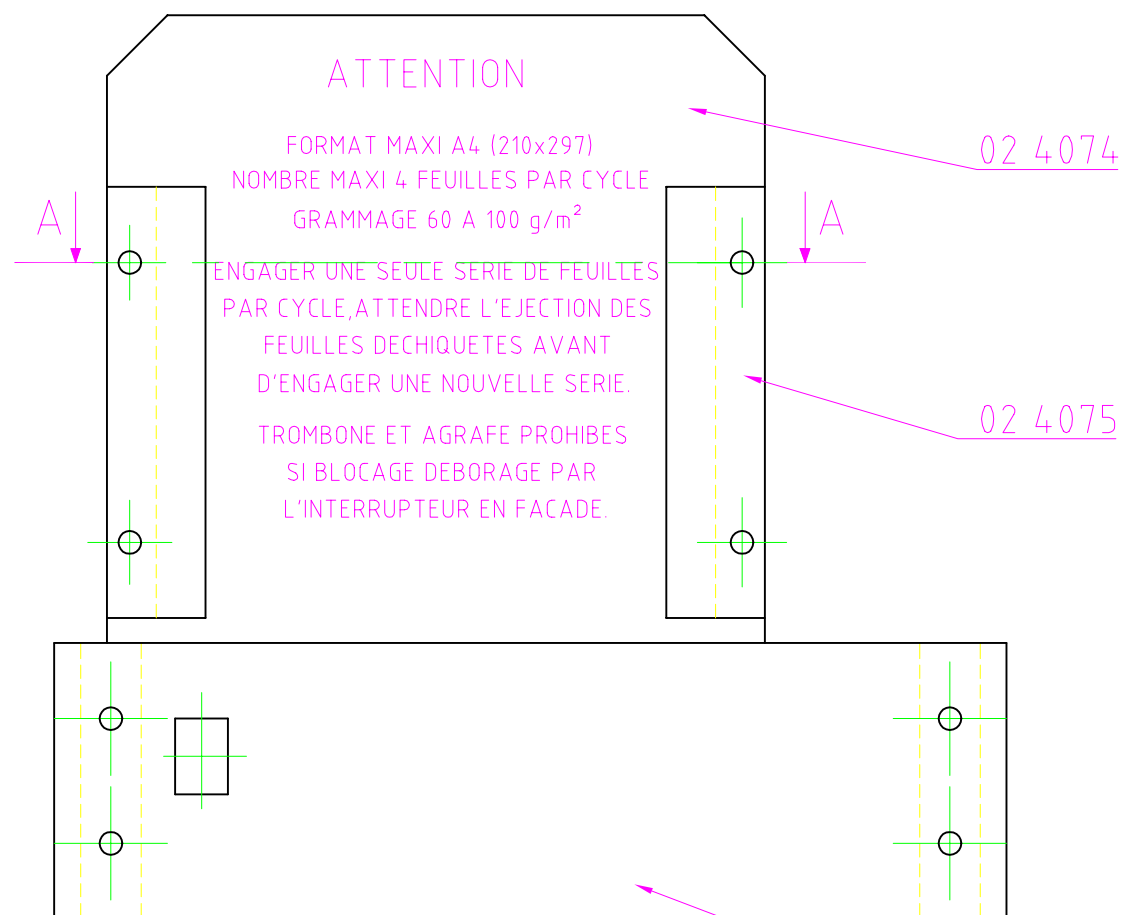 ATTENTION
FORMAT MAXI A4 (210x297)
02 4074
NOMBRE MAXI 4 FEUILLES PAR CYCLE
GRAMMAGE 60 A 100 g/m²
A
A
ENGAGER UNE SEULE SERIE DE FEUILLES
PAR CYCLE,ATTENDRE L'EJECTION DES
FEUILLES DECHIQUETES AVANT
D'ENGAGER UNE NOUVELLE SERIE.
02 4075
TROMBONE ET AGRAFE PROHIBES
SI BLOCAGE DEBORAGE PAR
L'INTERRUPTEUR EN FACADE.